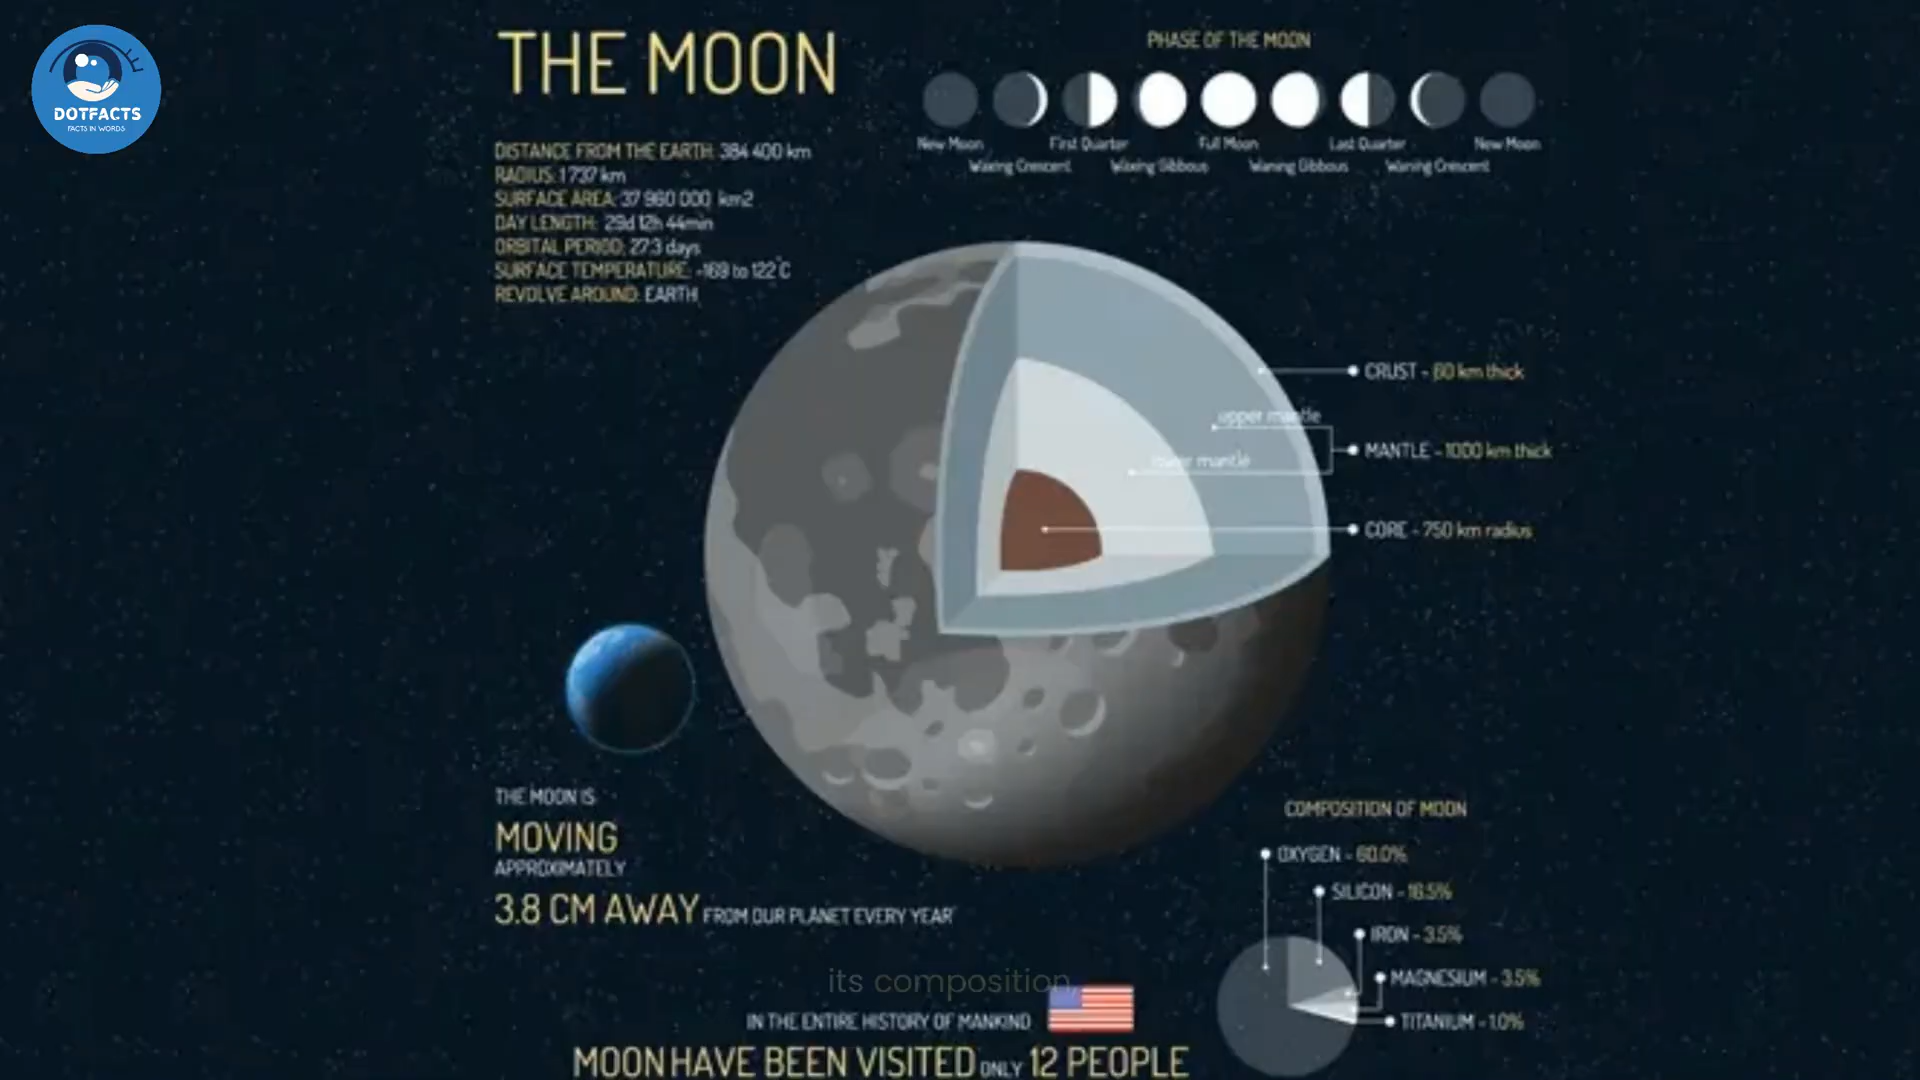 DOTFACTS
FACTS IN WORDS
THE MOON
DISTANCE FROM THE EARTH: 384 400 km
RADIUS: 1 737 km
SURFACE AREA: 37 960 000 km2
DAY LENGTH: 29d 12h 44min
ORBITAL PERIOD: 27.3 days
SURFACE TEMPERATURE: -169 to 122°C
REVOLVE AROUND: EARTH
PHASE OF THE MOON
New Moon
Waxing Crescent
First Quarter
Waxing Gibbous
Full Moon
Waning Gibbous
Last Quarter
Waning Crescent
New Moon
CRUST - 60 km thick
upper mantle
MANTLE - 1000 km thick
lower mantle
CORE - 750 km radius
THE MOON IS
MOVING
APPROXIMATELY
3.8 CM AWAY FROM OUR PLANET EVERY YEAR
COMPOSITION OF MOON
OXYGEN - 60.0%
SILICON - 16.5%
IRON - 3.5%
MAGNESIUM - 3.5%
TITANIUM - 1.0%
its composition,
IN THE ENTIRE HISTORY OF MANKIND
MOON HAVE BEEN VISITED ONLY 12 PEOPLE